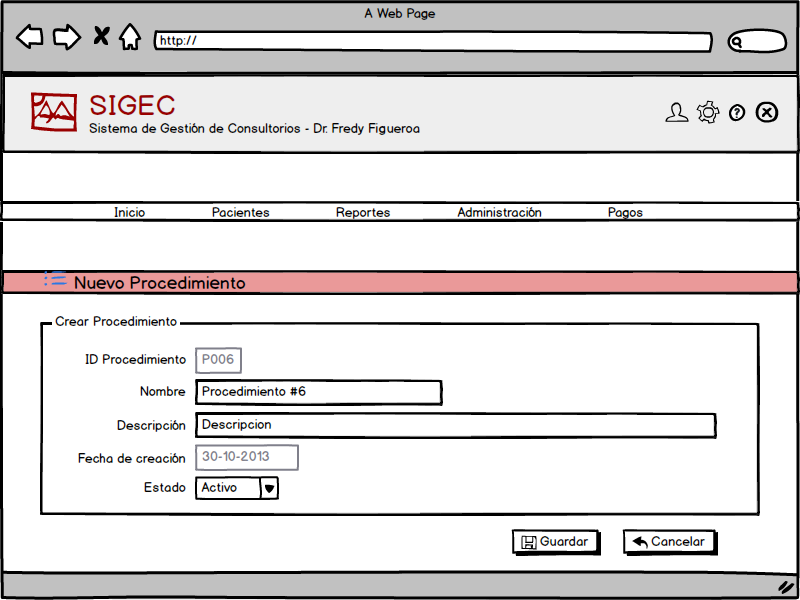 A Web Page
http://
SIGEC
Sistema de Gestión de Consultorios - Dr. Fredy Figueroa
Inicio Pacientes Reportes Administración Pagos
Nuevo Procedimiento
Crear Procedimiento
ID Procedimiento P006
Nombre Procedimiento #6
Descripción Descripcion
Fecha de creación 30-10-2013
Estado Activo
Guardar Cancelar